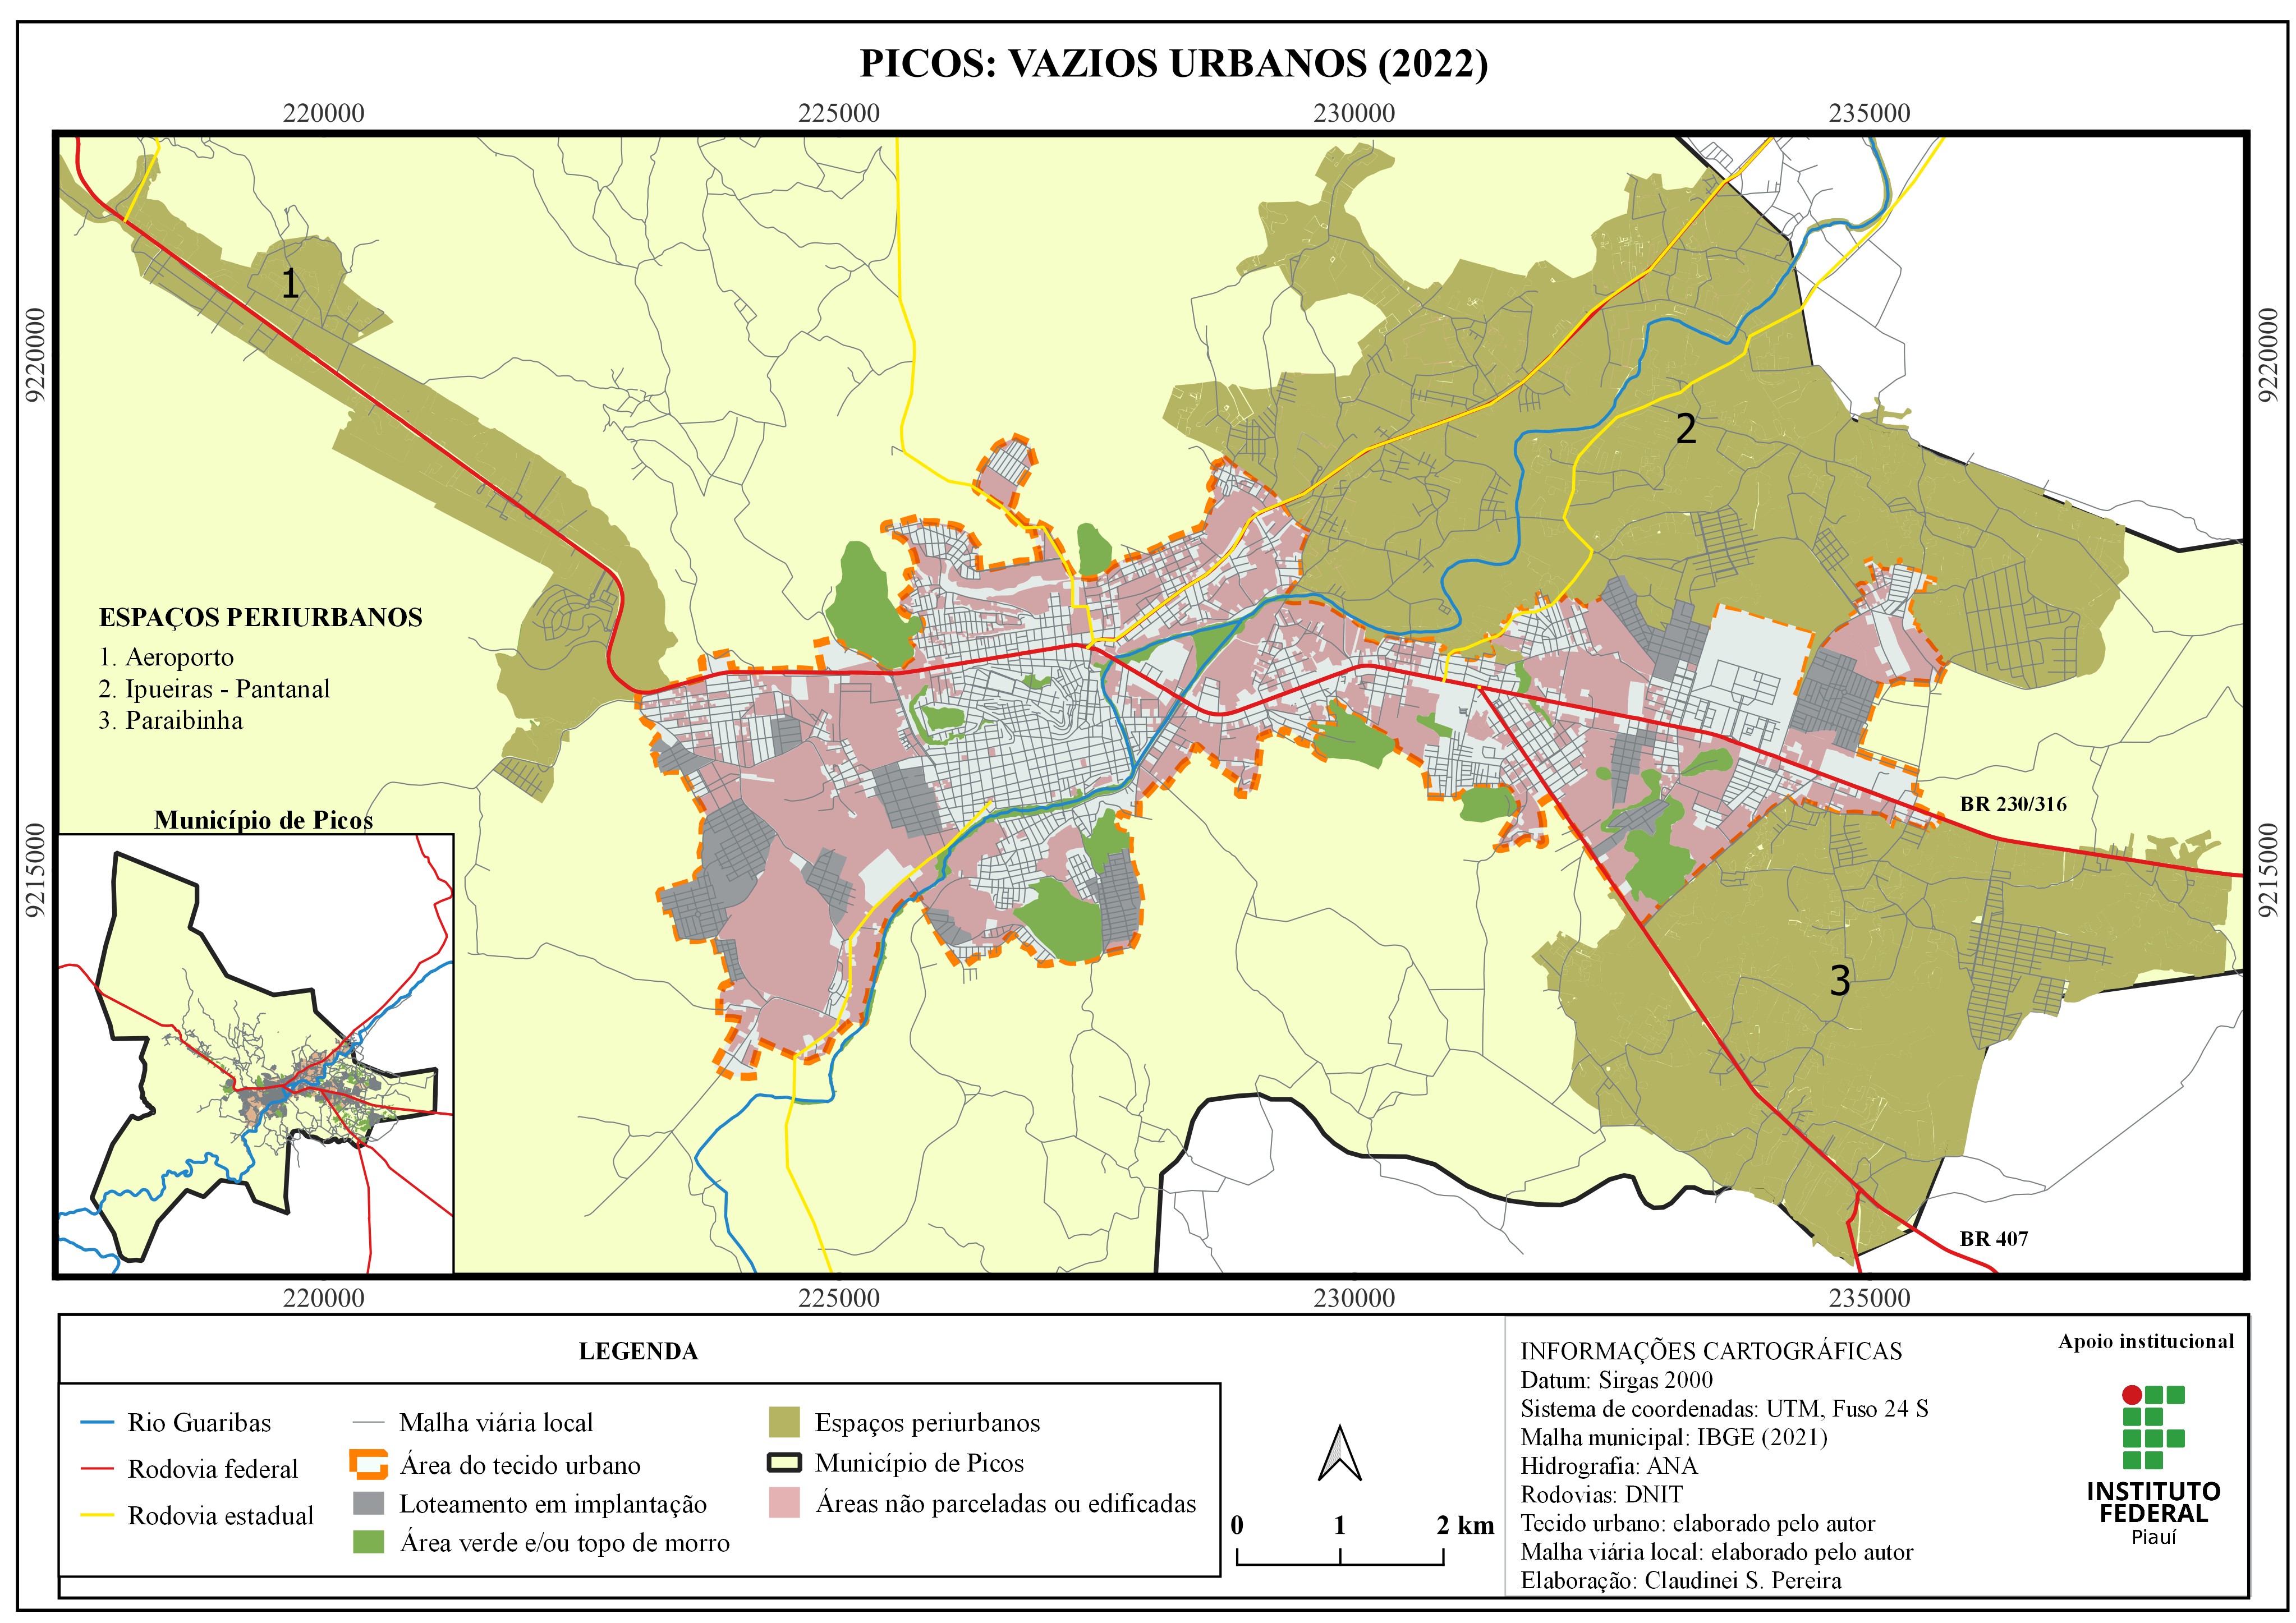 PICOS: VAZIOS URBANOS (2022)
220000
225000
230000
235000
9220000
9220000
1
2
ESPAÇOS PERIURBANOS
1. Aeroporto
2. Ipueiras - Pantanal
3. Paraibinha
BR 230/316
Município de Picos
9215000
9215000
3
BR 407
220000
225000
230000
235000
LEGENDA
Rio Guaribas
Rodovia federal
Rodovia estadual
Malha viária local
Área do tecido urbano
Loteamento em implantação
Área verde e/ou topo de morro
Espaços periurbanos
Município de Picos
Áreas não parceladas ou edificadas
0 1 2 km
INFORMAÇÕES CARTOGRÁFICAS
Datum: Sirgas 2000
Sistema de coordenadas: UTM, Fuso 24 S
Malha municipal: IBGE (2021)
Hidrografia: ANA
Rodovias: DNIT
Tecido urbano: elaborado pelo autor
Malha viária local: elaborado pelo autor
Elaboração: Claudinei S. Pereira
Apoio institucional
INSTITUTO
FEDERAL
Piauí